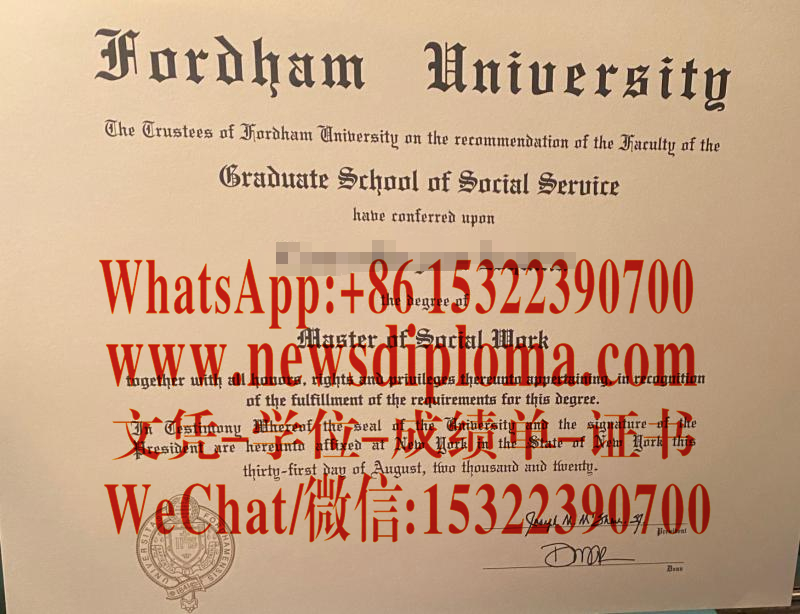 Fordham University
The Trustees of Fordham University on the recommendation of the Faculty of the
Graduate School of Social Service
have conferred upon
WhatsApp:+86 15322390700
the degree of
Master of Social Work
www.newsdiploma.com
together with all honors, rights and privileges thereunto appertaining, in recognition
of the fulfillment of the requirements for this degree.
In Testimony Whereof the seal of the University and the signature of the
文凭-学位-成绩单-证书
President are hereunto affixed at New York in the State of New York this
thirty-first day of August, two thousand and twenty.
WeChat/微信:15322390700
President
Dean